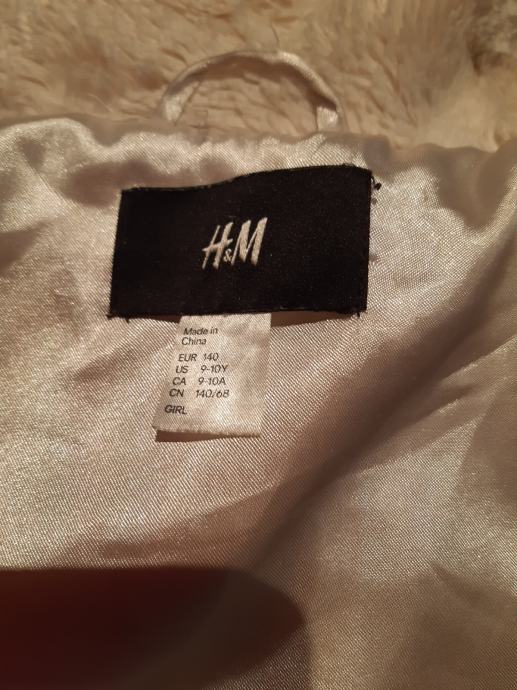 H&M
Made in
China
EUR 140
US 9-10Y
CA 9-10A
CN 140/68
GIRL